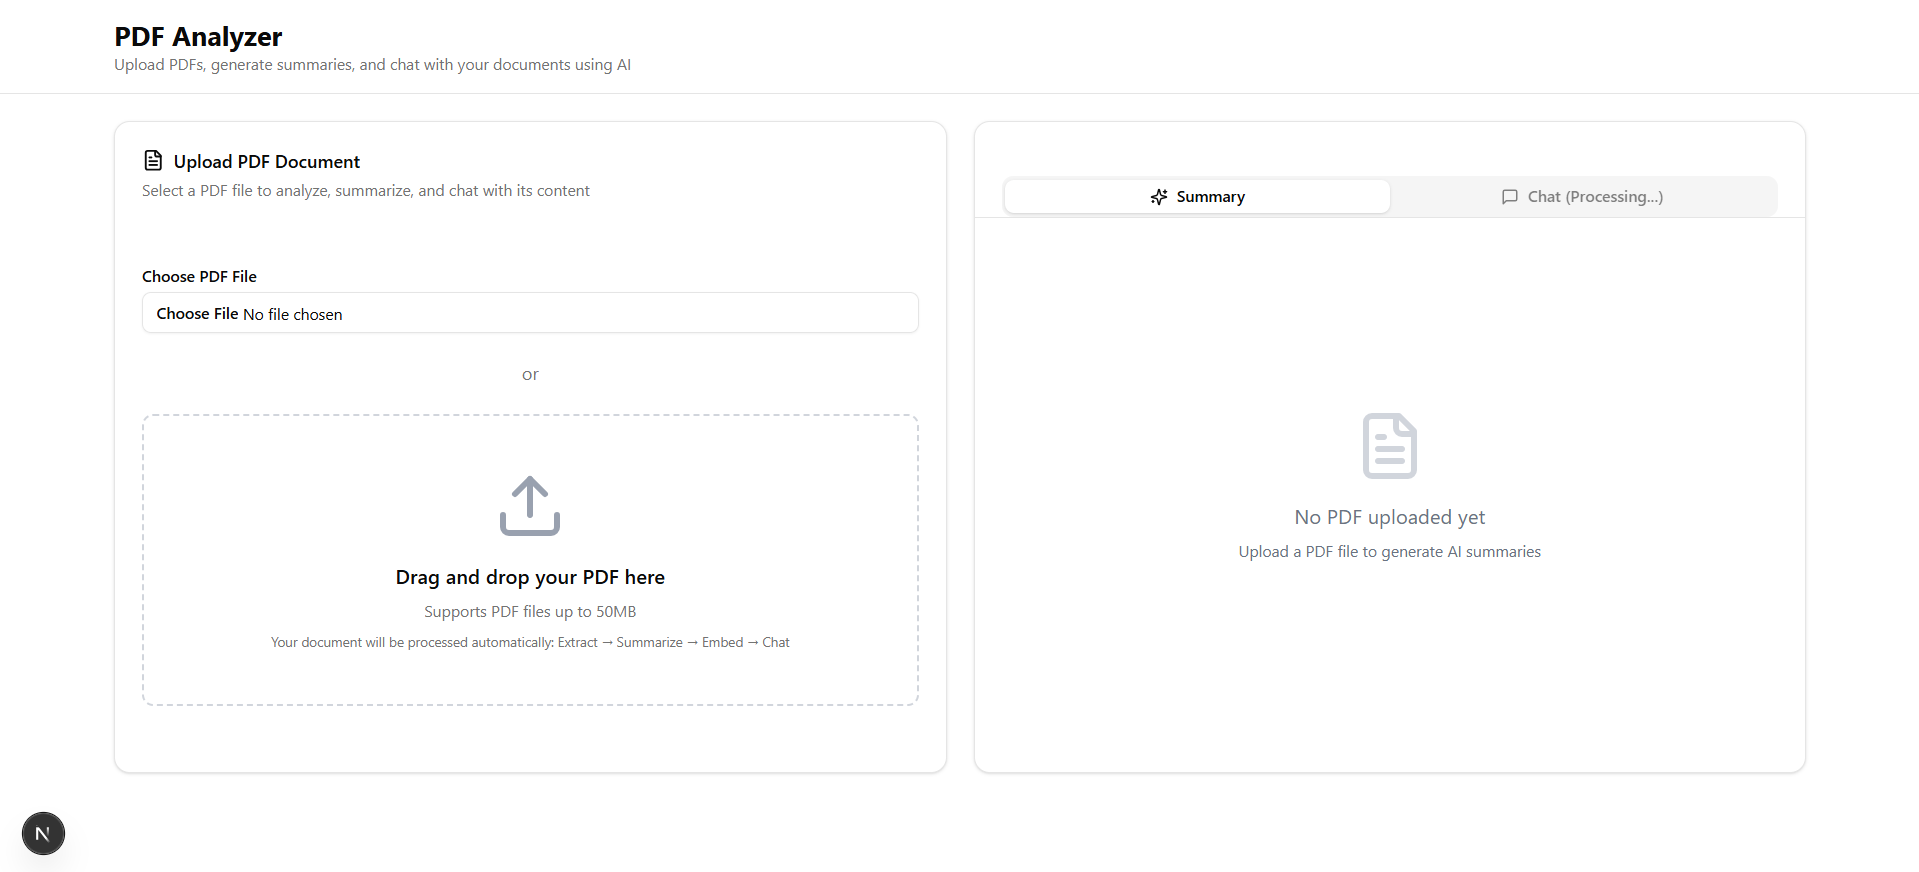 PDF Analyzer
Upload PDFs, generate summaries, and chat with your documents using AI
Upload PDF Document
Select a PDF file to analyze, summarize, and chat with its content
Choose PDF File
Choose File No file chosen
or
Drag and drop your PDF here
Supports PDF files up to 50MB
Your document will be processed automatically: Extract → Summarize → Embed → Chat
Summary
Chat (Processing...)
No PDF uploaded yet
Upload a PDF file to generate AI summaries
N